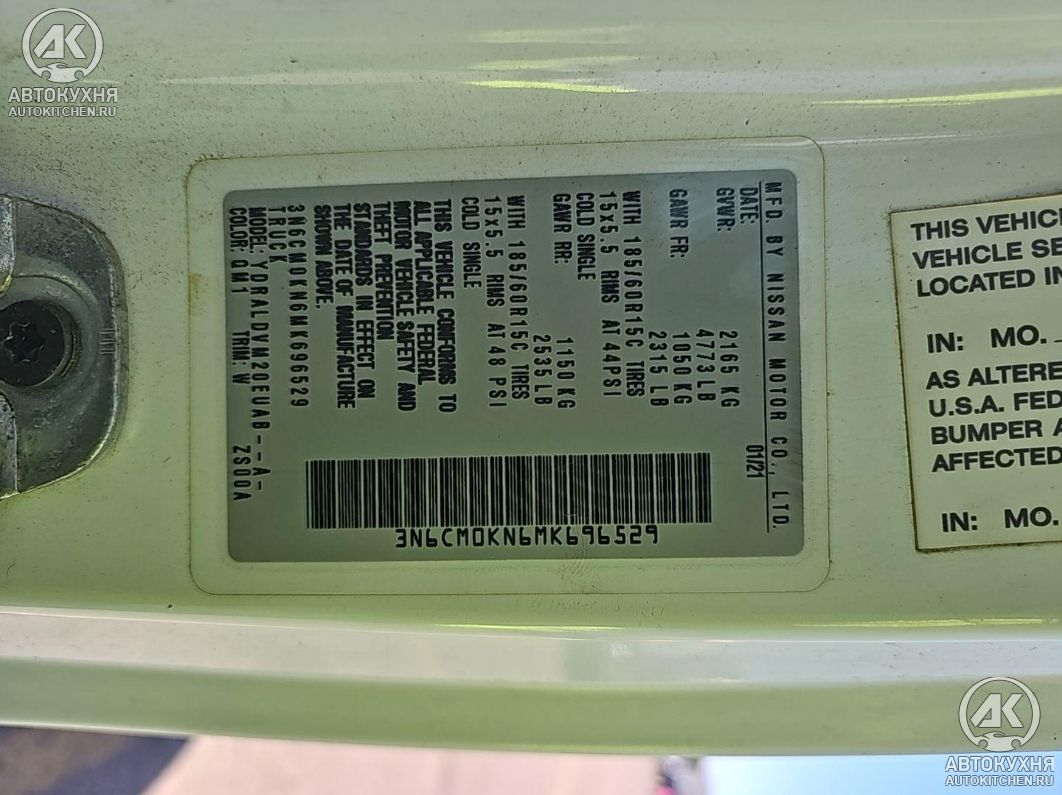 AK
АВТОКУХНЯ
AUTOKITCHEN.RU
MFD. BY NISSAN MOTOR CO., LTD.
DATE: 01/21
GVWR: 2165 KG
4773 LB
GAWR FR: 1050 KG
2315 LB
WITH 185/60R15C TIRES
15x5.5 RIMS AT 44PSI
COLD SINGLE
GAWR RR: 1150 KG
2535 LB
WITH 185/60R15C TIRES
15x5.5 RIMS AT 48 PSI
COLD SINGLE
THIS VEHICLE CONFORMS TO
ALL APPLICABLE FEDERAL
MOTOR VEHICLE SAFETY AND
THEFT PREVENTION
STANDARDS IN EFFECT ON
THE DATE OF MANUFACTURE
SHOWN ABOVE.
3N6CM0KN6MK696529
TRUCK
MODEL: YDRALDVM20EUAB--A-
COLOR: QM1 TRIM: W ZS00A
3N6CM0KN6MK696529
THIS VEHIC
VEHICLE SE
LOCATED IN
IN: MO.
AS ALTERE
U.S.A. FED
BUMPER A
AFFECTED
IN: MO.
AK
АВТОКУХНЯ
AUTOKITCHEN.RU